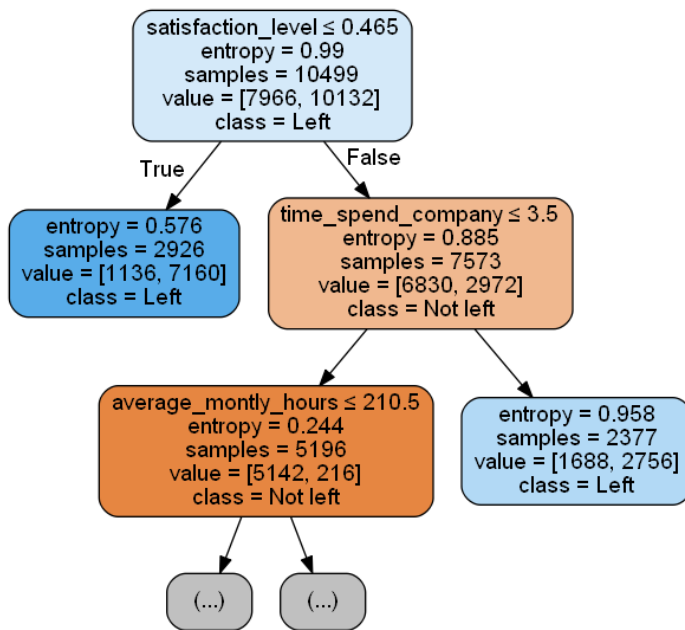 satisfaction_level ≤ 0.465
entropy = 0.99
samples = 10499
value = [7966, 10132]
class = Left
True
False
entropy = 0.576
samples = 2926
value = [1136, 7160]
class = Left
time_spend_company ≤ 3.5
entropy = 0.885
samples = 7573
value = [6830, 2972]
class = Not left
average_montly_hours ≤ 210.5
entropy = 0.244
samples = 5196
value = [5142, 216]
class = Not left
entropy = 0.958
samples = 2377
value = [1688, 2756]
class = Left
(...)
(...)